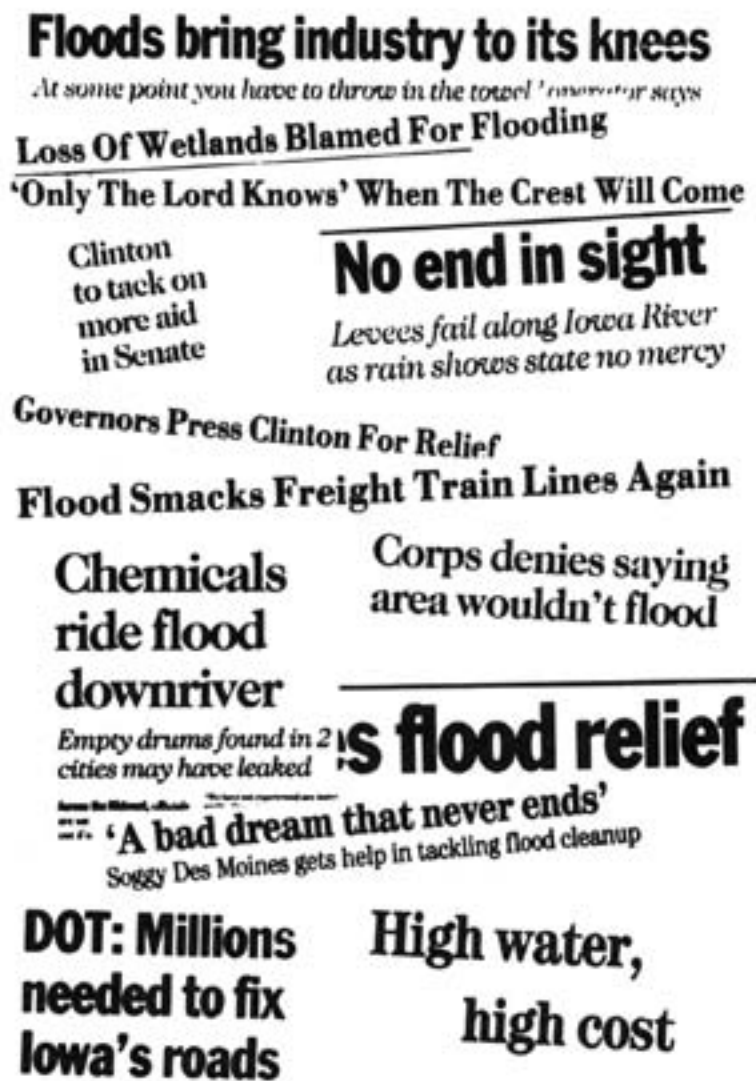 Floods bring industry to its knees
At some point you have to throw in the towel,' operator says
Loss Of Wetlands Blamed For Flooding
'Only The Lord Knows' When The Crest Will Come
Clinton
to tack on
more aid
in Senate
No end in sight
Levees fail along Iowa River
as rain shows state no mercy
Governors Press Clinton For Relief
Flood Smacks Freight Train Lines Again
Chemicals
ride flood
downriver
Empty drums found in 2
cities may have leaked
Corps denies saying
area wouldn't flood
s flood relief
'A bad dream that never ends'
Soggy Des Moines gets help in tackling flood cleanup
DOT: Millions
needed to fix
Iowa's roads
High water,
high cost